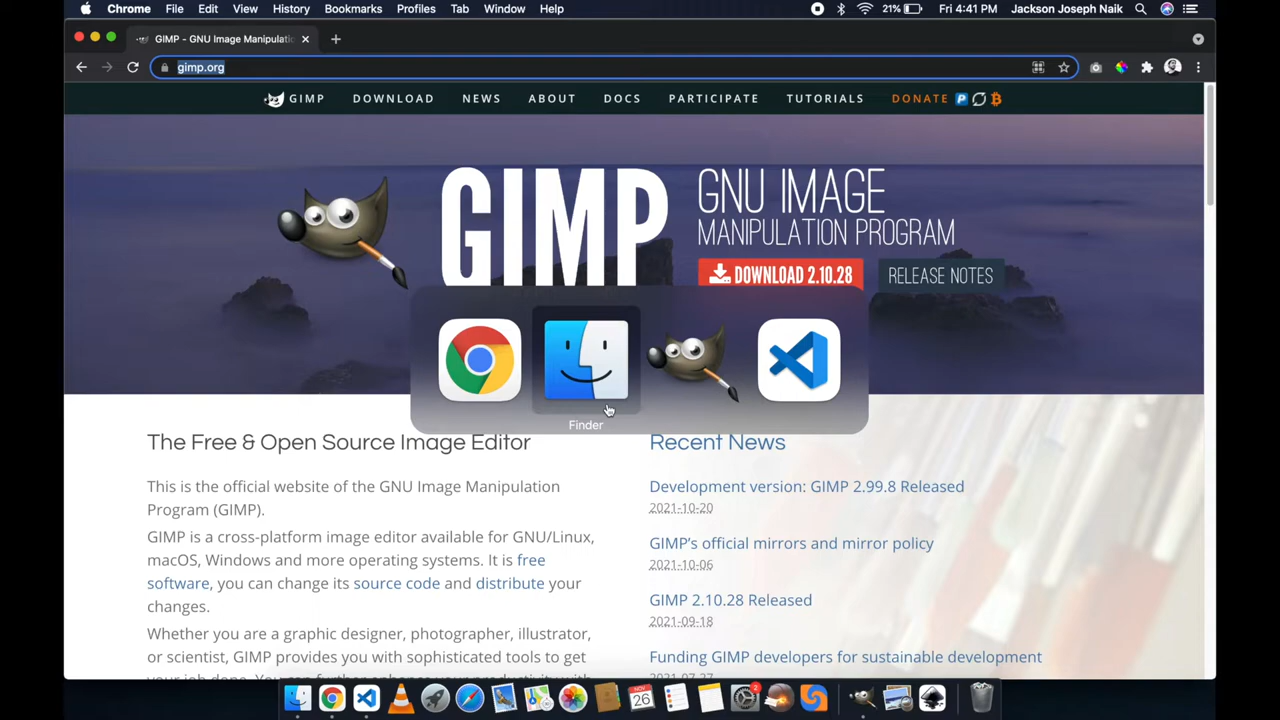 Chrome File Edit View History Bookmarks Profiles Tab Window Help 21% Fri 4:41 PM Jackson Joseph Naik
GIMP - GNU Image Manipulati
gimp.org
GIMP DOWNLOAD NEWS ABOUT DOCS PARTICIPATE TUTORIALS DONATE
GIMP
GNU IMAGE
MANIPULATION PROGRAM
DOWNLOAD 2.10.28 RELEASE NOTES
Finder
The Free & Open Source Image Editor
This is the official website of the GNU Image Manipulation
Program (GIMP).
GIMP is a cross-platform image editor available for GNU/Linux,
macOS, Windows and more operating systems. It is free
software, you can change its source code and distribute your
changes.
Whether you are a graphic designer, photographer, illustrator,
or scientist, GIMP provides you with sophisticated tools to get
Recent News
Development version: GIMP 2.99.8 Released
2021-10-20
GIMP's official mirrors and mirror policy
2021-10-06
GIMP 2.10.28 Released
2021-09-18
Funding GIMP developers for sustainable development
NOV
26
2